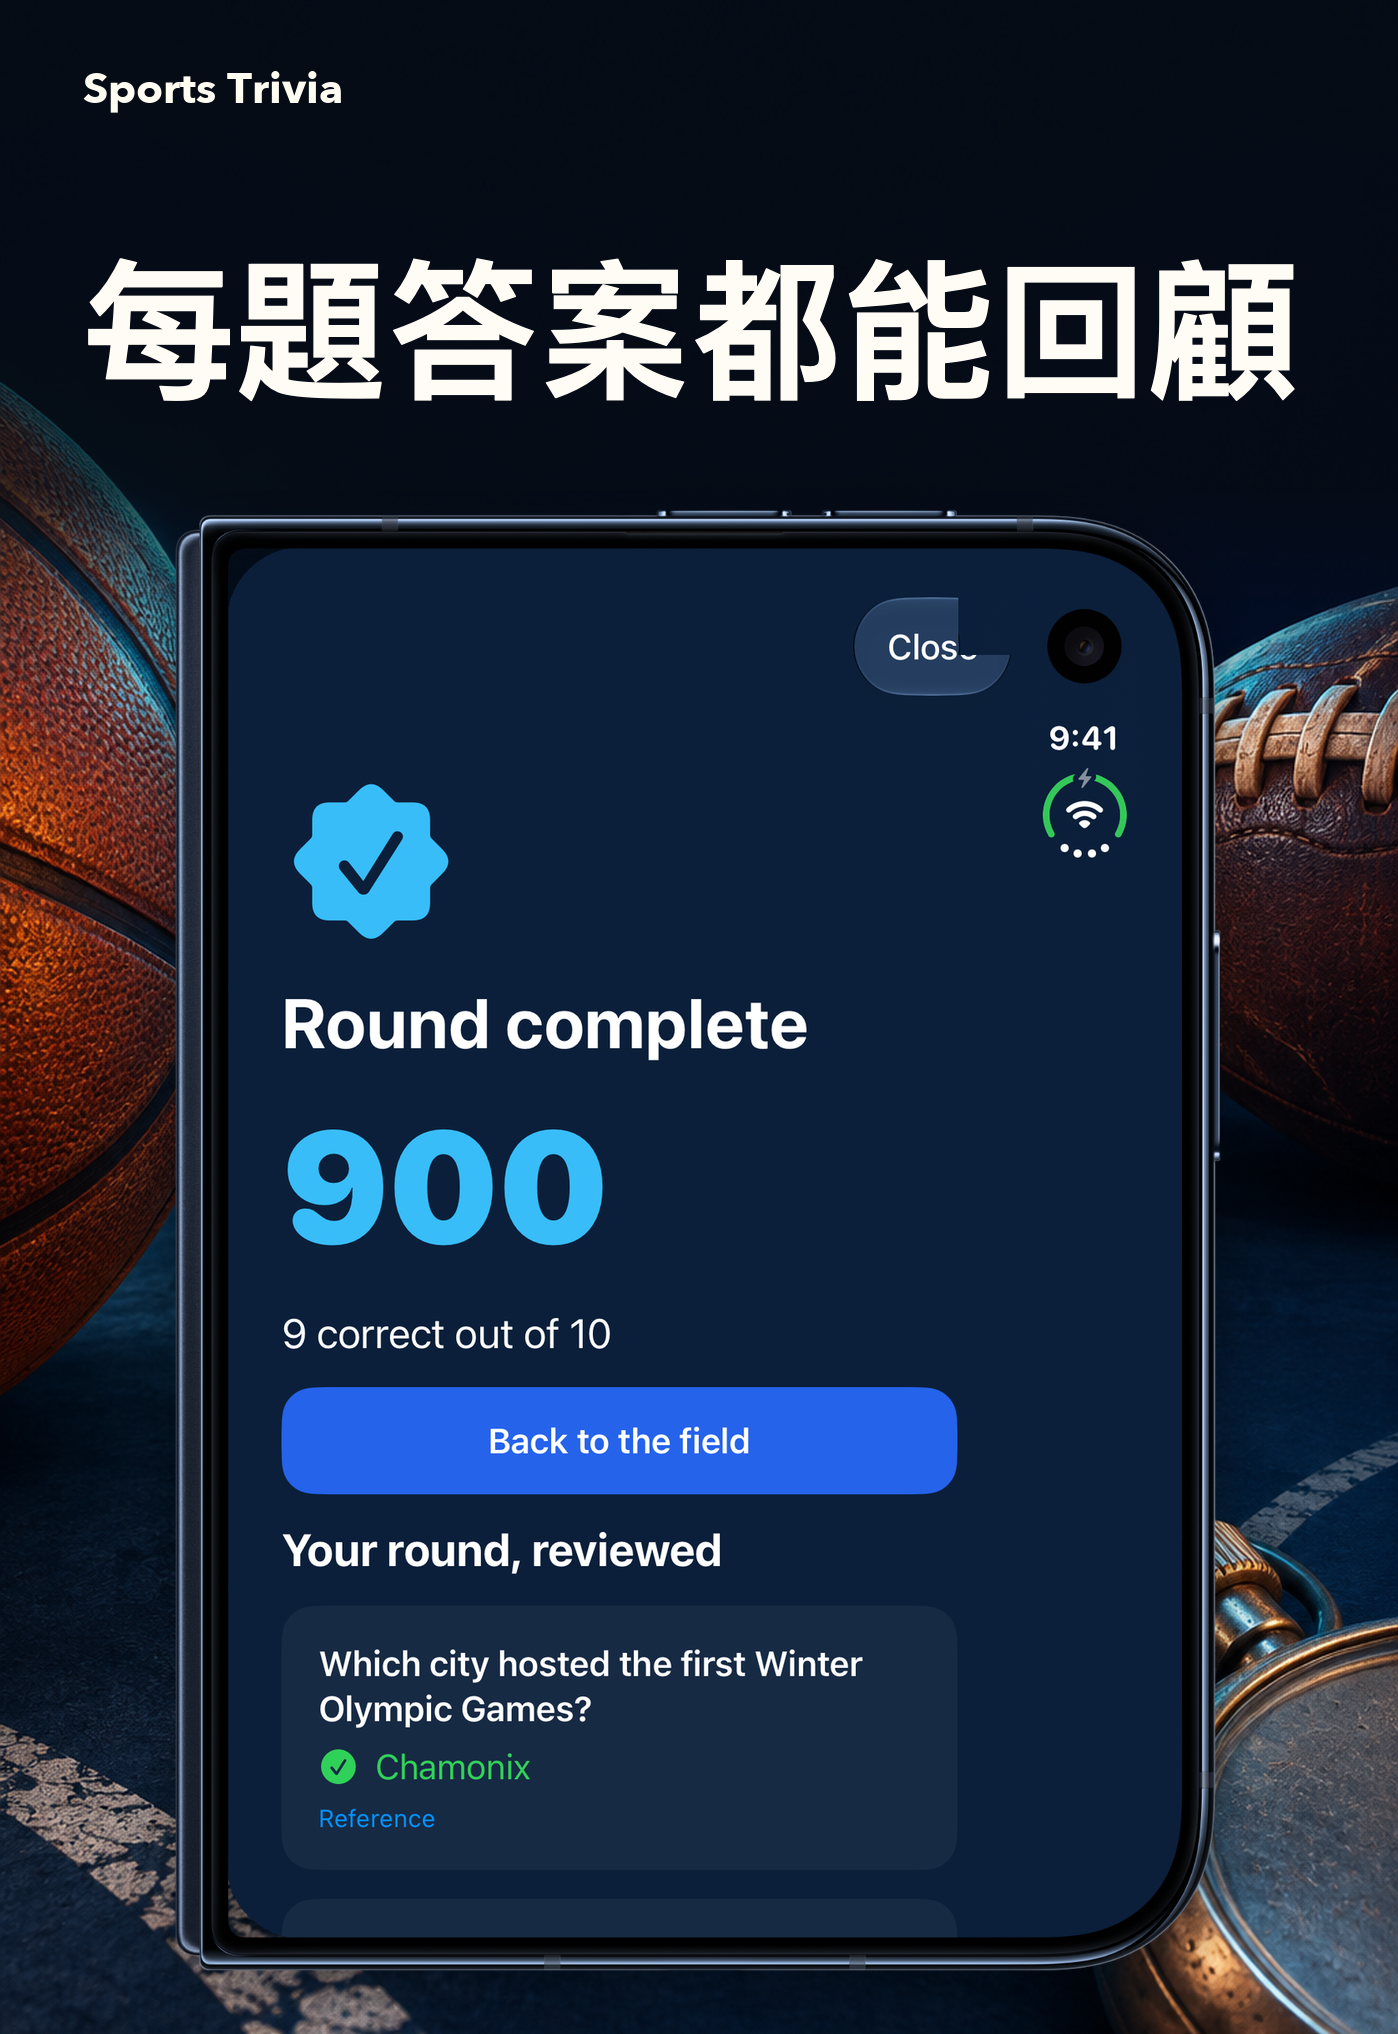 Sports Trivia
每題答案都能回顧
Close
9:41
Round complete
900
9 correct out of 10
Back to the field
Your round, reviewed
Which city hosted the first Winter
Olympic Games?
Chamonix
Reference